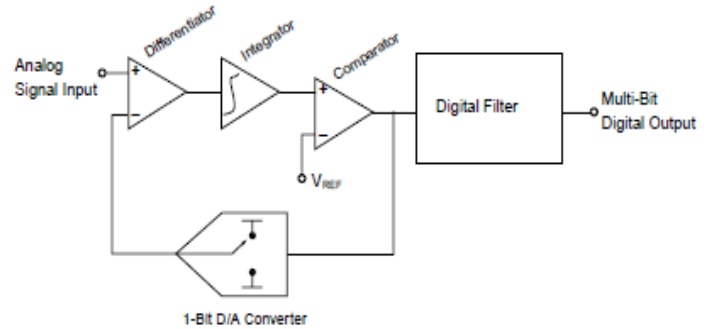 Differentiator
Integrator
Comparator
Analog
Signal Input
+
−
+
−
VREF
Digital Filter
Multi-Bit
Digital Output
1-Bit D/A Converter